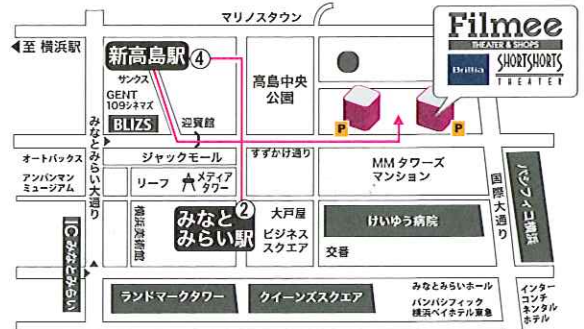 マリノスタウン
至 横浜駅
新高島駅
④
サンクス
GENT
109シネマズ
BLIZS
迎賓館
高島中央
公園
Filmee
THEATER & SHOPS
Brillia
SHORTSHORTS
THEATER
P
P
みなとみらい大通り
オートバックス
アンパンマン
ミュージアム
ジャックモール
すずかけ通り
リーフ
メディア
タワー
MMタワーズ
マンション
国際大通り
パシフィコ横浜
ICみなとみらい
横浜美術館
②
みなと
みらい駅
大戸屋
ビジネス
スクエア
けいゆう病院
交番
ランドマークタワー
クイーンズスクエア
みなとみらいホール
パンパシフィック
横浜ベイホテル東急
インター
コンチ
ネンタル
ホテル